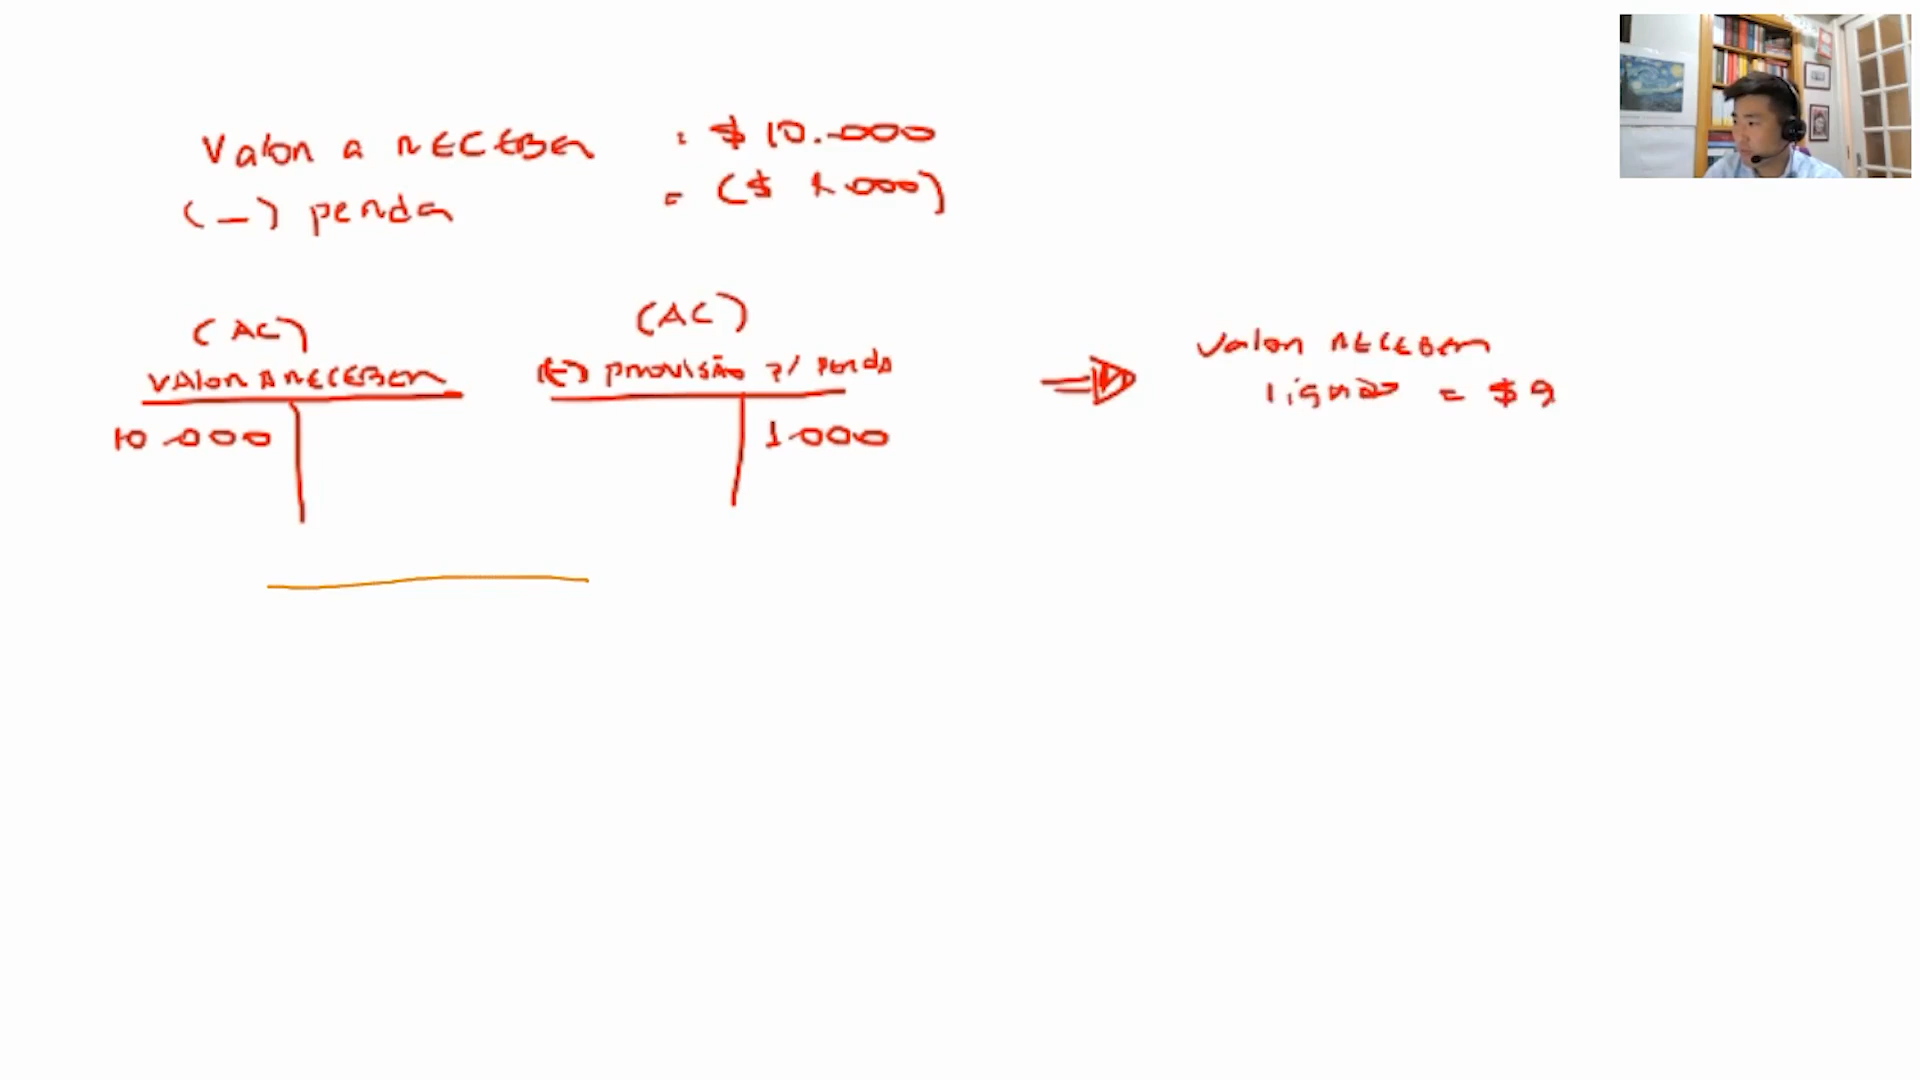 Valor a receber = $ 10.000
(-) perda = ($ 1.000)
(AC)
Valor a receber
10.000
(AC)
(-) provisão p/ perda
1.000
Valor receber
liquido = $ 9